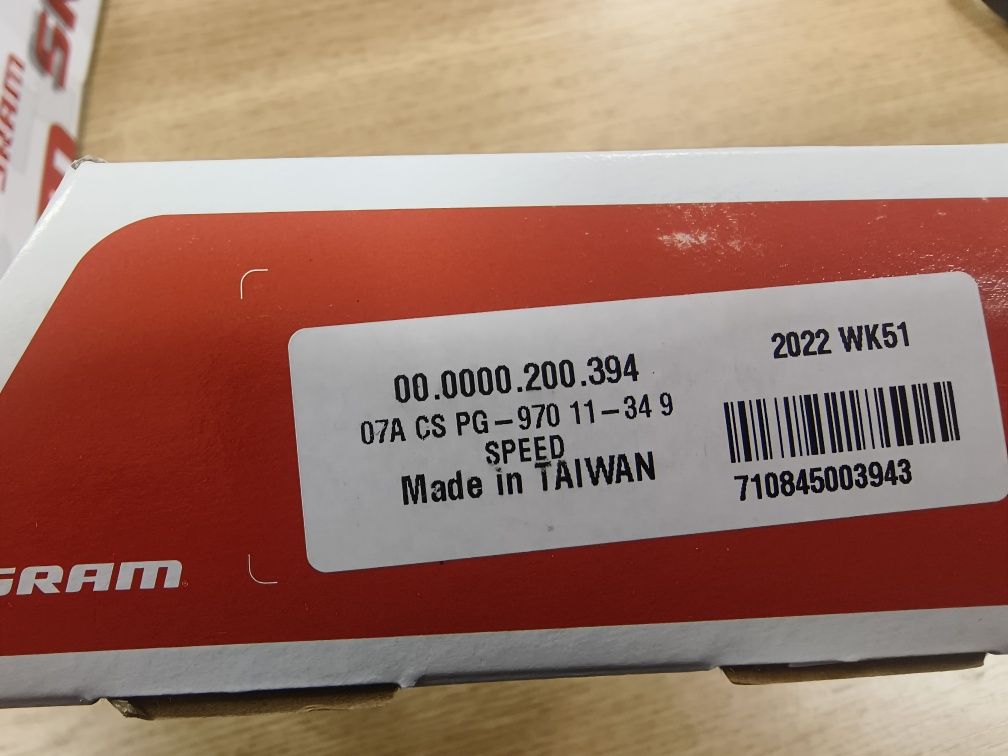 SRAM
00.0000.200.394
07A CS PG-970 11-34 9
SPEED
Made in TAIWAN
2022 WK51
710845003943
SRAM